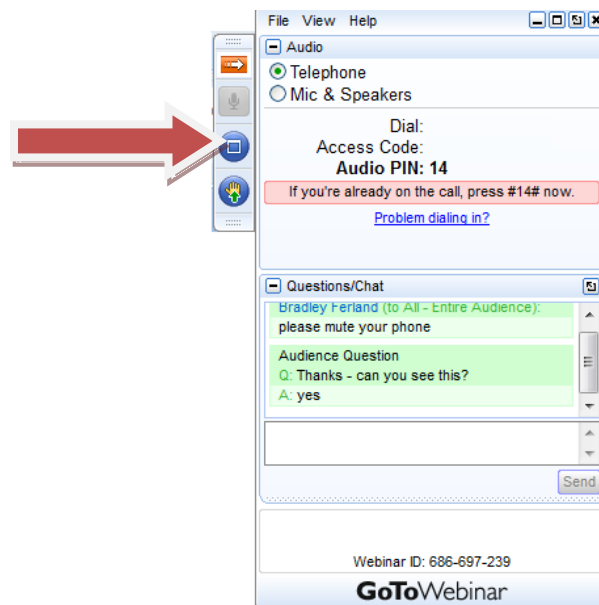 File View Help
Audio
Telephone
Mic & Speakers
Dial:
Access Code:
Audio PIN: 14
If you're already on the call, press #14# now.
Problem dialing in?
Questions/Chat
Bradley Ferland (to All - Entire Audience):
please mute your phone
Audience Question
Q: Thanks - can you see this?
A: yes
Send
Webinar ID: 686-697-239
GoToWebinar